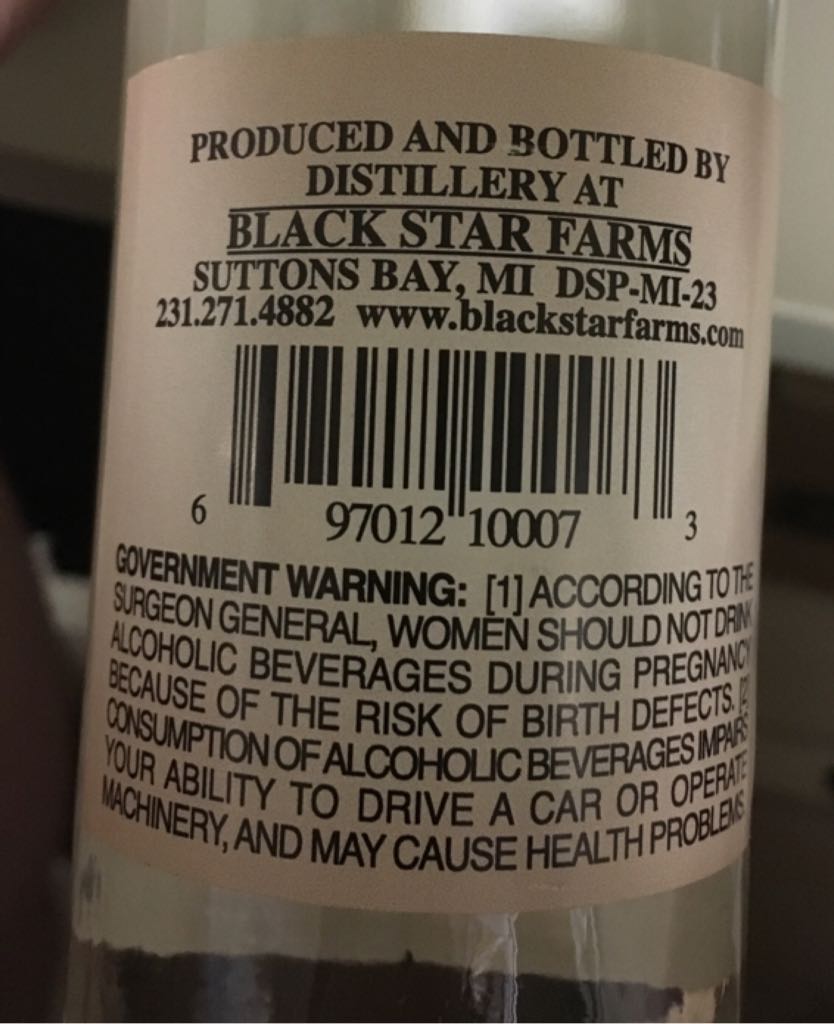 PRODUCED AND BOTTLED BY
DISTILLERY AT
BLACK STAR FARMS
SUTTONS BAY, MI DSP-MI-23
231.271.4882 www.blackstarfarms.com
6 97012 10007 3
GOVERNMENT WARNING: [1] ACCORDING TO THE
SURGEON GENERAL, WOMEN SHOULD NOT DRINK
ALCOHOLIC BEVERAGES DURING PREGNANCY
BECAUSE OF THE RISK OF BIRTH DEFECTS. [2]
CONSUMPTION OF ALCOHOLIC BEVERAGES IMPAIRS
YOUR ABILITY TO DRIVE A CAR OR OPERATE
MACHINERY, AND MAY CAUSE HEALTH PROBLEMS.